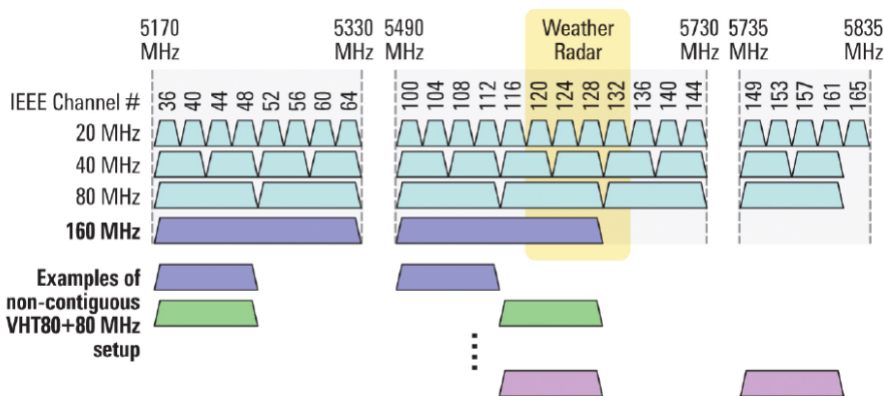 5170 MHz 5330 MHz 5490 MHz Weather Radar 5730 MHz 5735 MHz 5835 MHz
IEEE Channel # 36 40 44 48 52 56 60 64 100 104 108 112 116 120 124 128 132 136 140 144 149 153 157 161 165
20 MHz
40 MHz
80 MHz
160 MHz
Examples of
non-contiguous
VHT80+80 MHz
setup